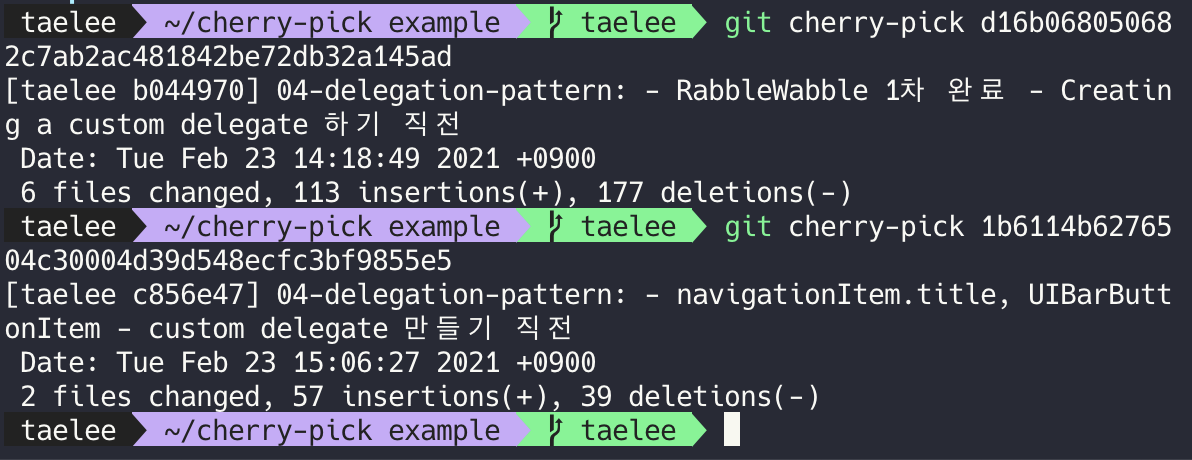 taelee ~/cherry-pick example taelee git cherry-pick d16b06805068
2c7ab2ac481842be72db32a145ad
[taelee b044970] 04-delegation-pattern: - RabbleWabble 1차 완료 - Creatin
g a custom delegate 하기 직전
Date: Tue Feb 23 14:18:49 2021 +0900
6 files changed, 113 insertions(+), 177 deletions(-)
taelee ~/cherry-pick example taelee git cherry-pick 1b6114b62765
04c30004d39d548ecfc3bf9855e5
[taelee c856e47] 04-delegation-pattern: - navigationItem.title, UIBarButt
onItem - custom delegate 만들기 직전
Date: Tue Feb 23 15:06:27 2021 +0900
2 files changed, 57 insertions(+), 39 deletions(-)
taelee ~/cherry-pick example taelee